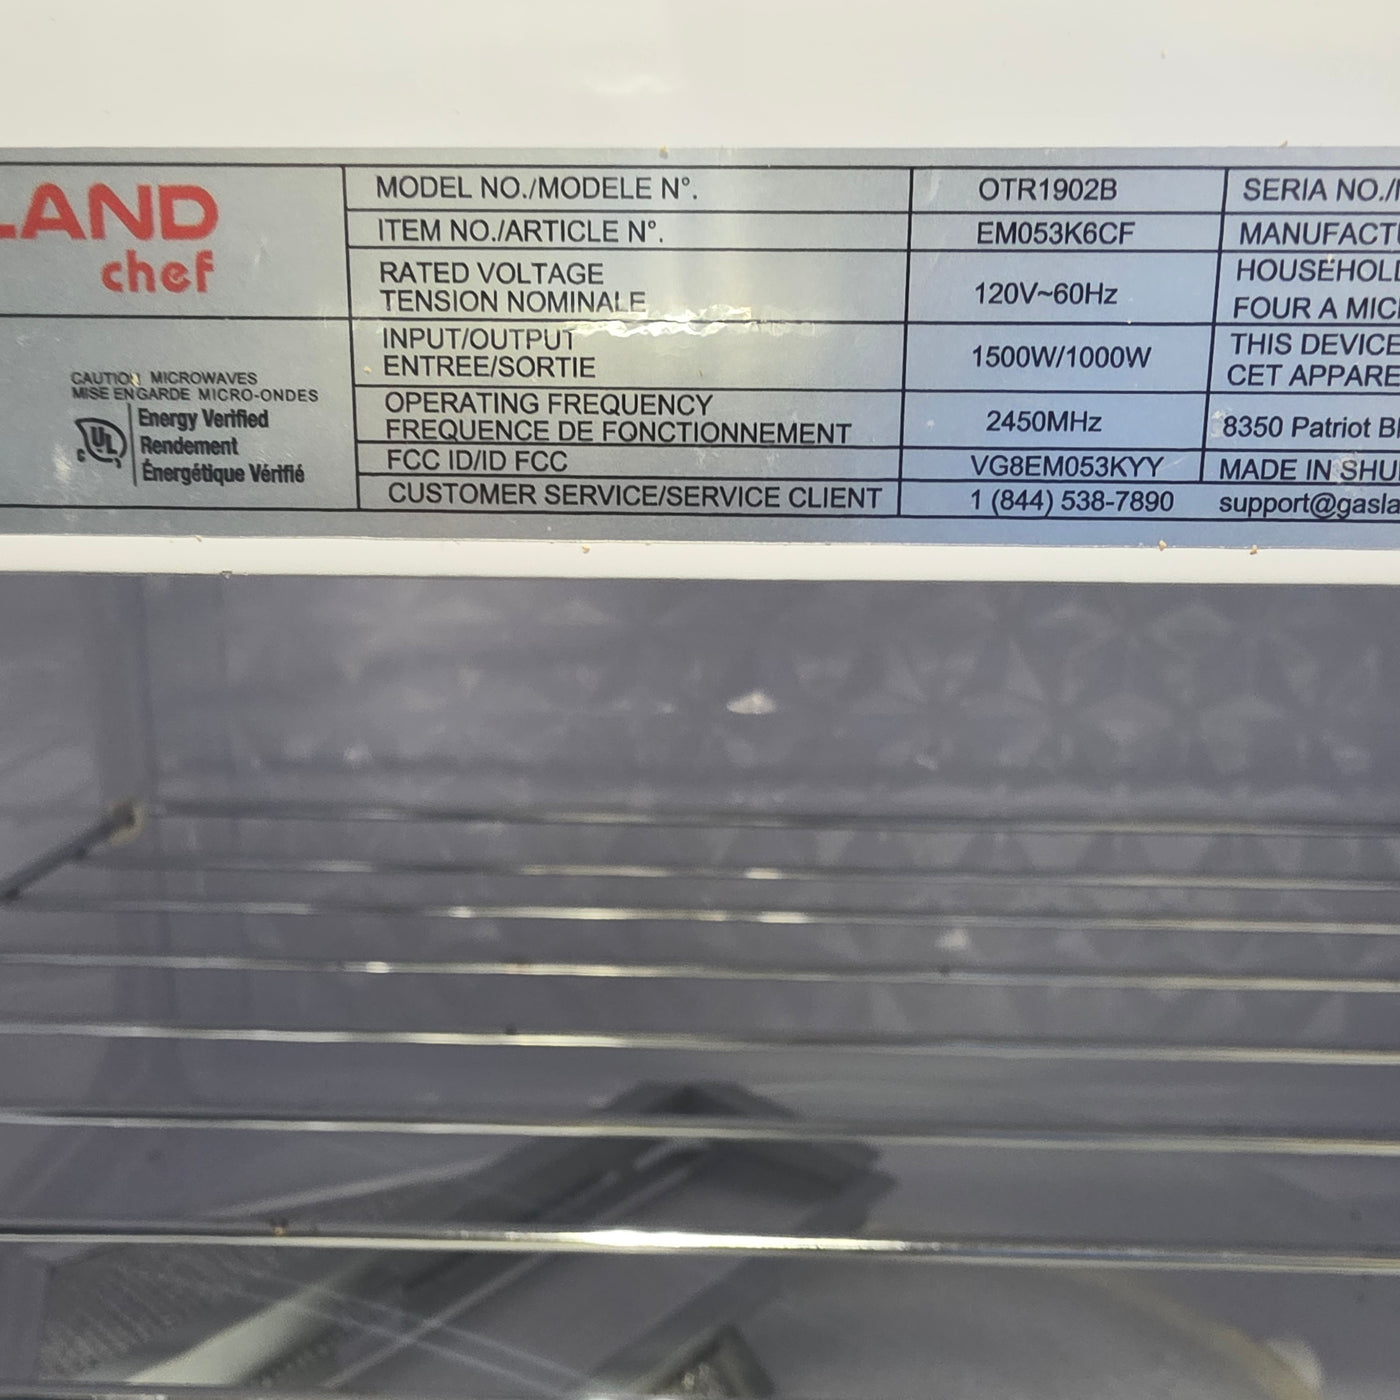 LAND
chef
CAUTION MICROWAVES
MISE EN GARDE MICRO-ONDES
c UL
Energy Verified
Rendement
Énergétique Vérifié
MODEL NO./MODELE N°. OTR1902B SERIA NO./
ITEM NO./ARTICLE N°. EM053K6CF MANUFACT
RATED VOLTAGE
TENSION NOMINALE
120V~60Hz
HOUSEHOL
FOUR A MIC
INPUT/OUTPUT
ENTREE/SORTIE
1500W/1000W
THIS DEVICE
CET APPARE
OPERATING FREQUENCY
FREQUENCE DE FONCTIONNEMENT
2450MHz
8350 Patriot B
FCC ID/ID FCC VG8EM053KYY MADE IN SHU
CUSTOMER SERVICE/SERVICE CLIENT 1 (844) 538-7890 support@gasla